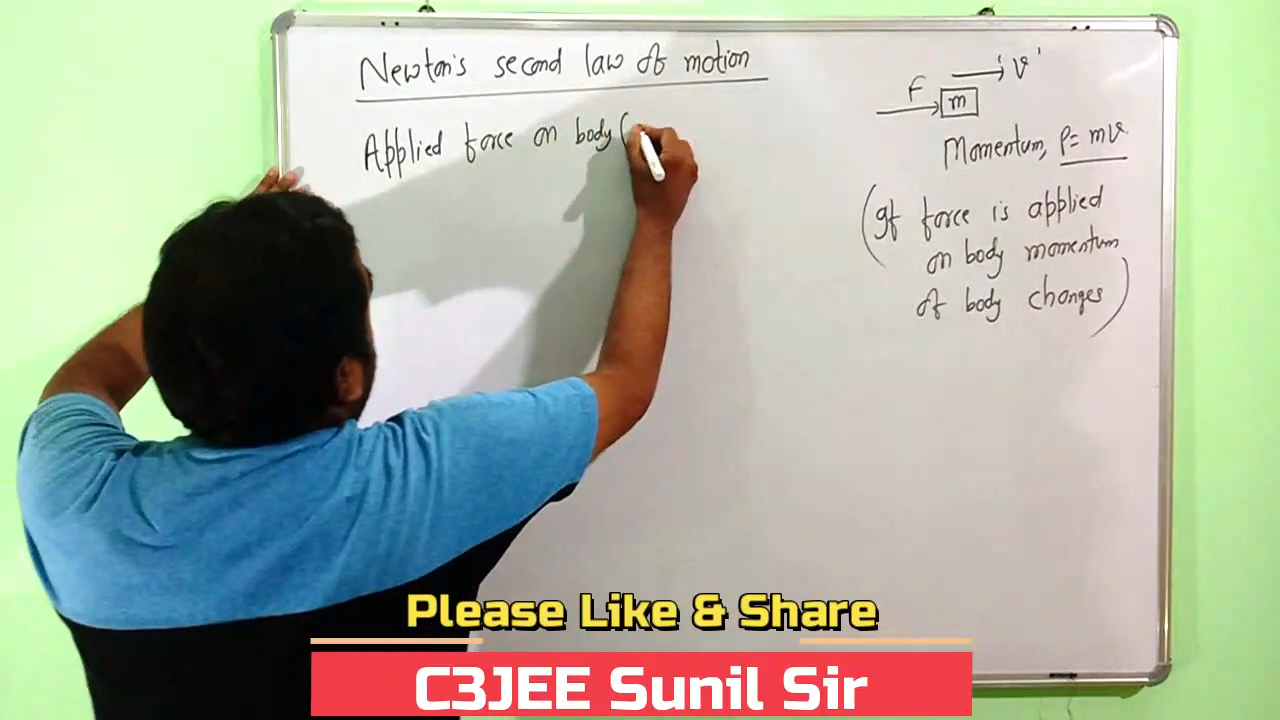 Newton's second law of motion
Applied force on body (
F
m
v
Momentum, P = mv.
(If force is applied
on body momentum
of body changes)
Please Like & Share
C3JEE Sunil Sir